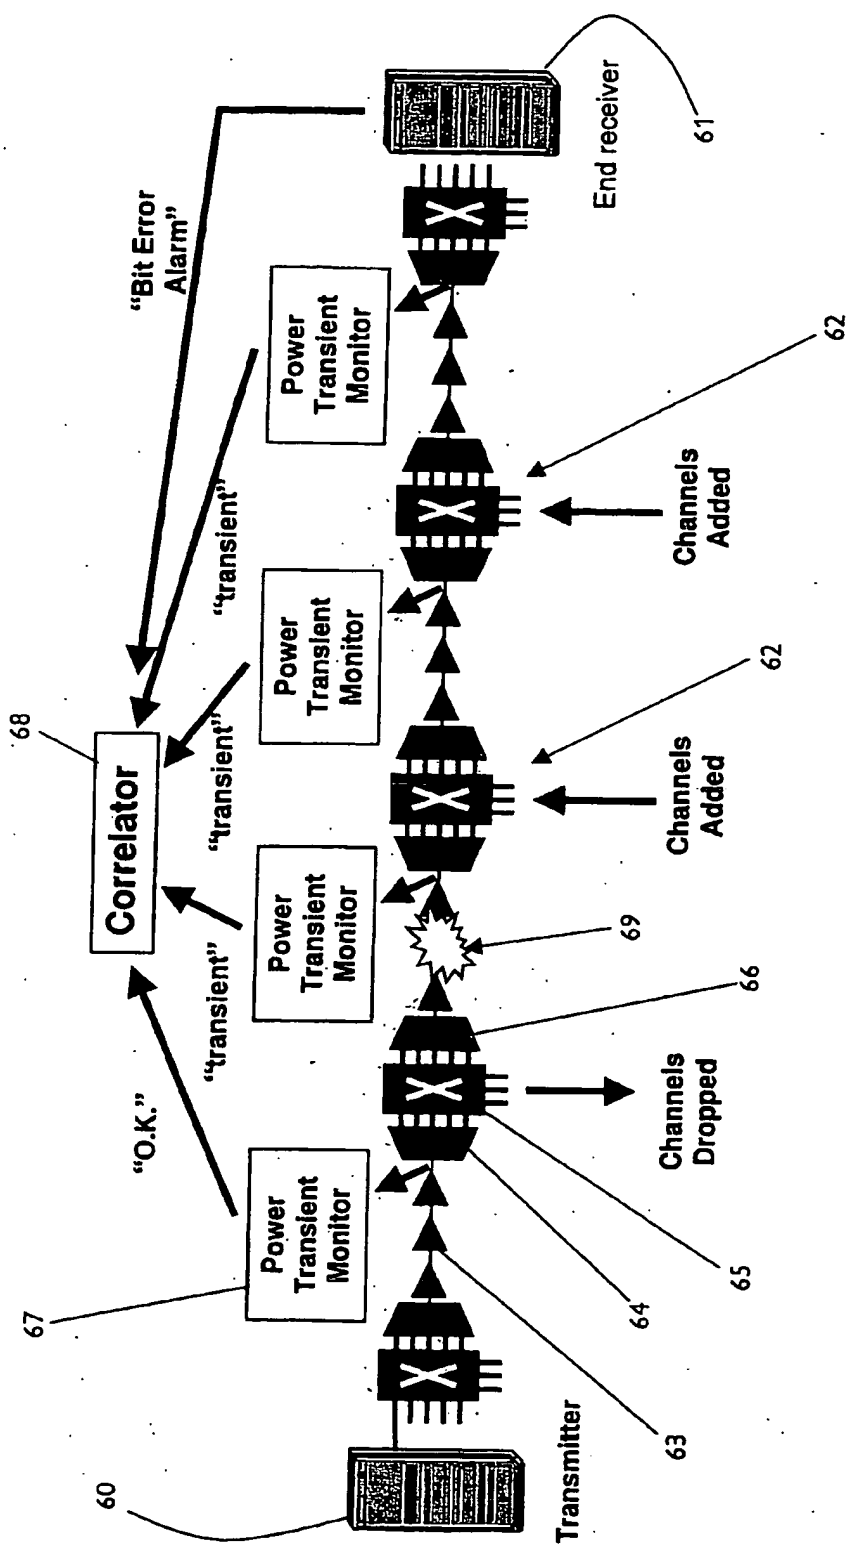 60
Transmitter
67
Power
Transient
Monitor
"O.K."
63
64
65
66
Channels
Dropped
68
Correlator
"transient"
Power
Transient
Monitor
69
"transient"
Power
Transient
Monitor
Channels
Added
62
"transient"
Power
Transient
Monitor
Channels
Added
62
"Bit Error
Alarm"
End receiver
61